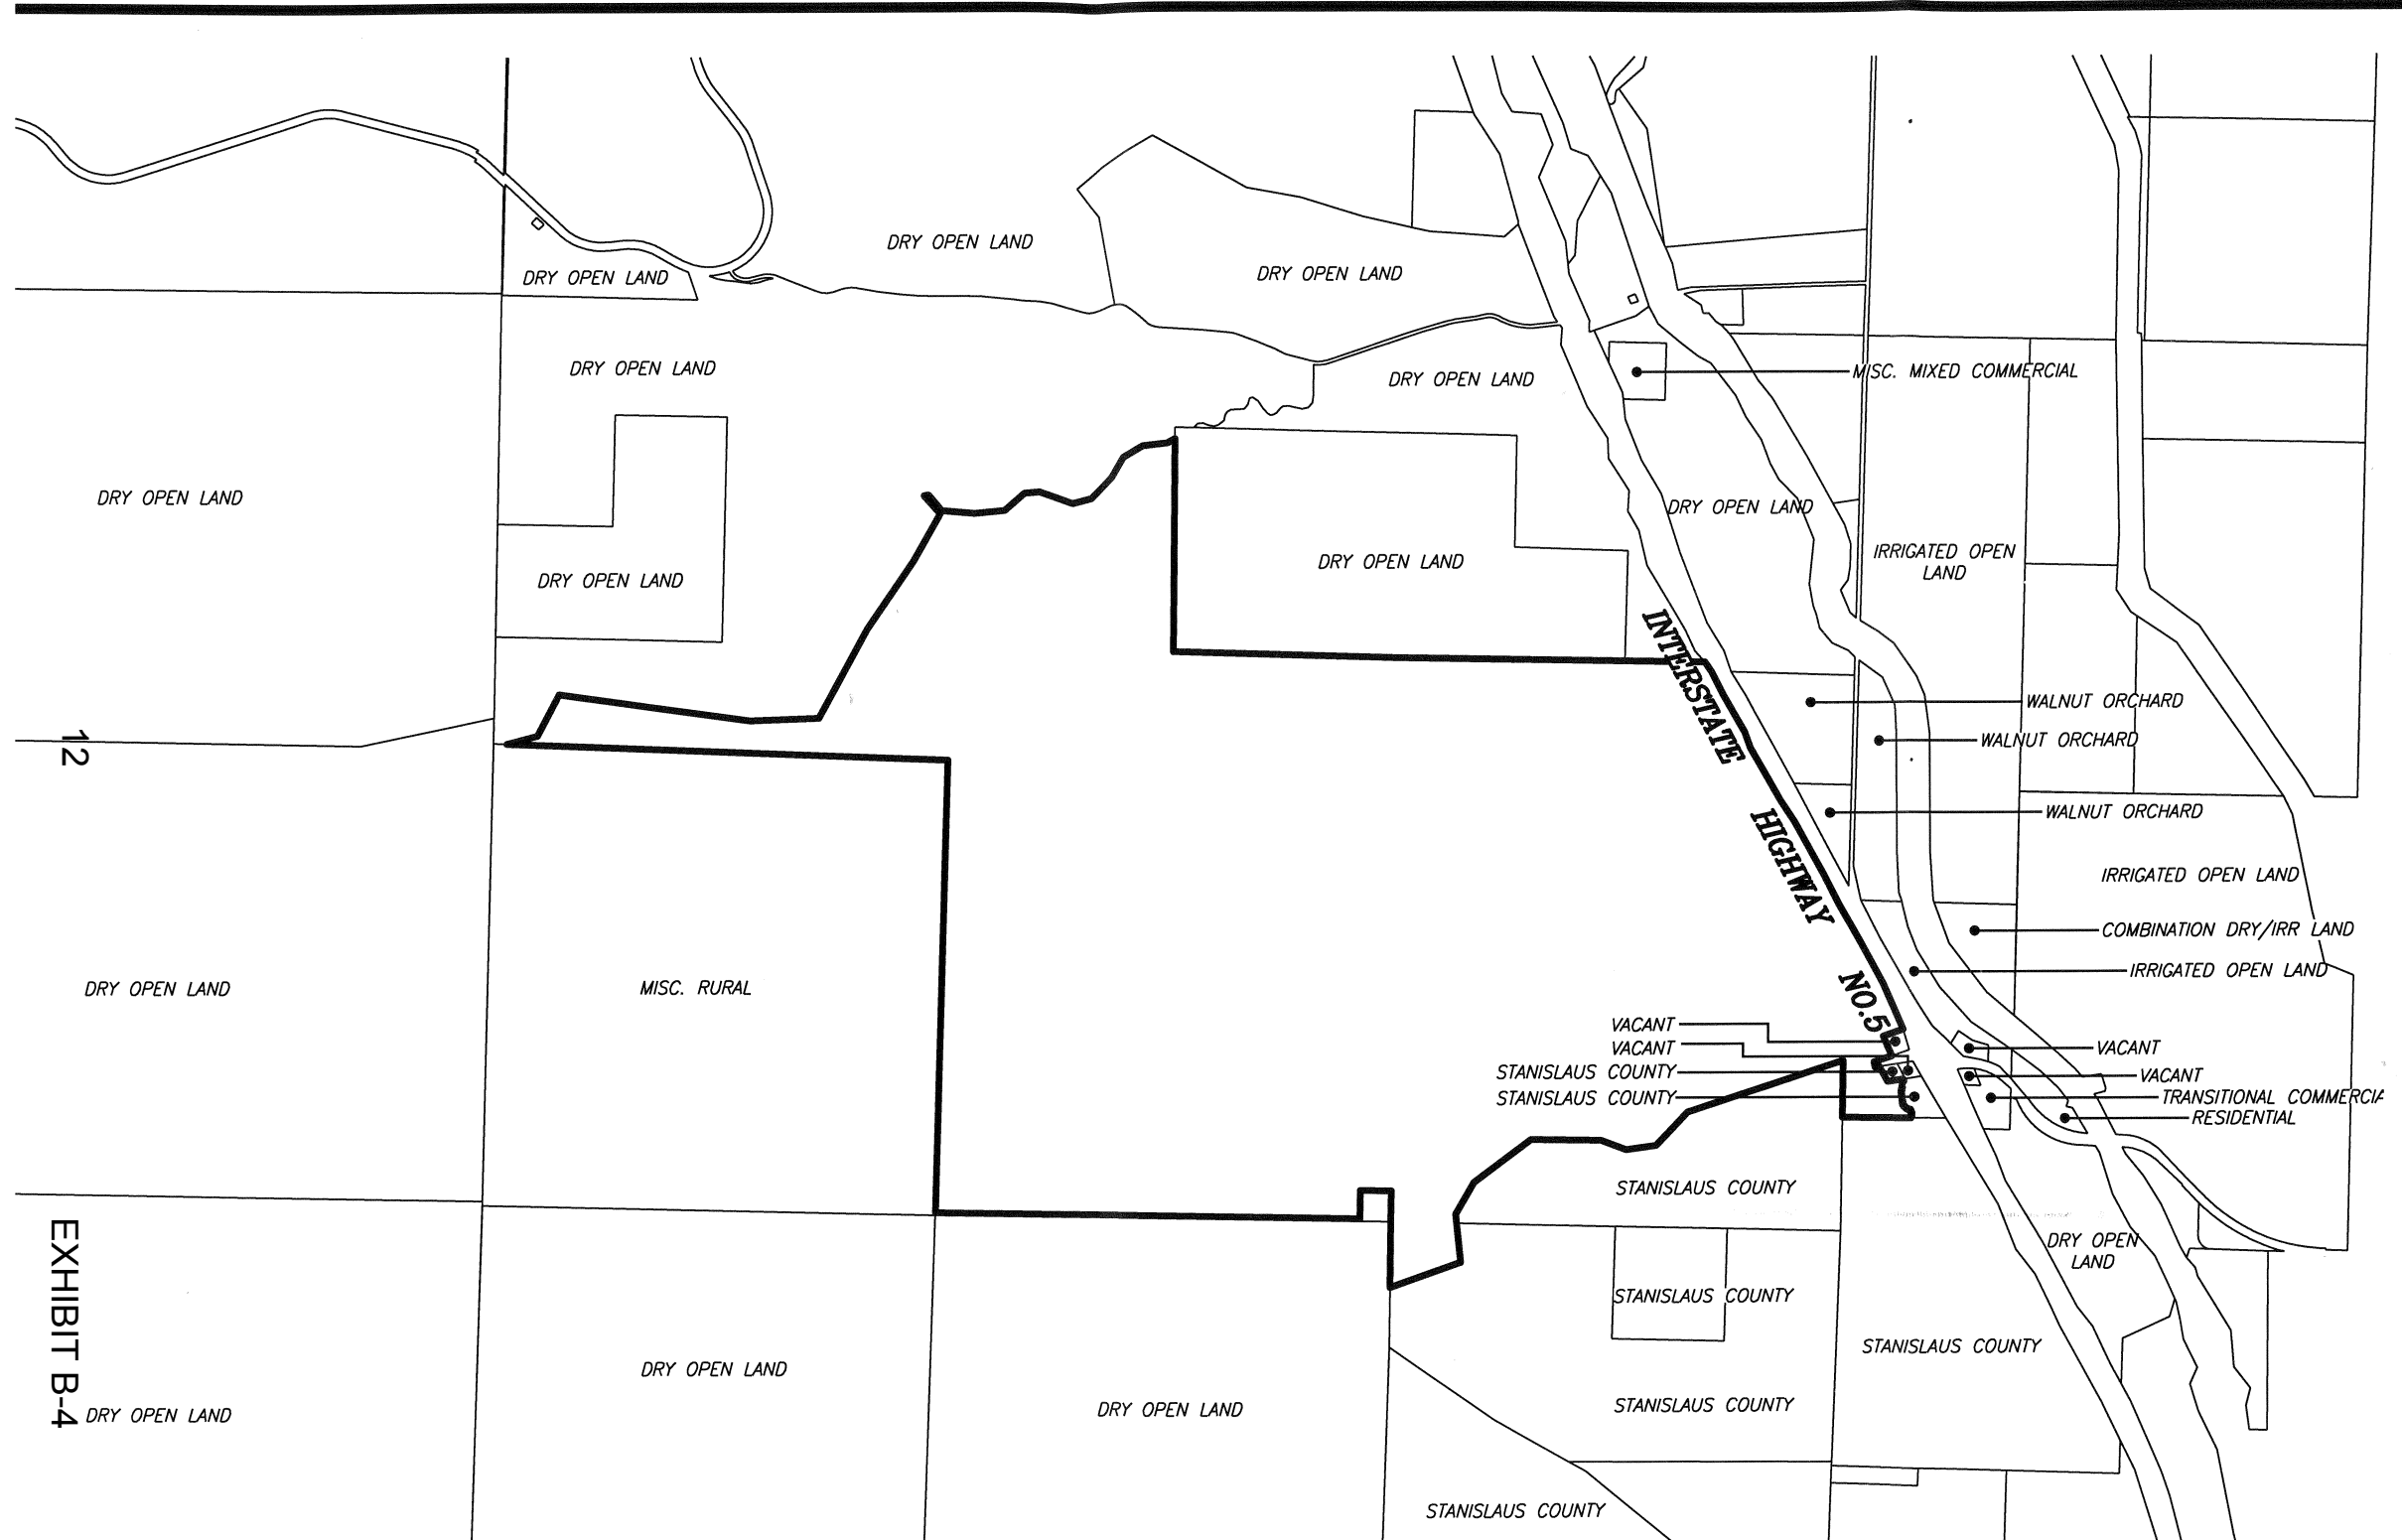 DRY OPEN LAND
DRY OPEN LAND
DRY OPEN LAND
DRY OPEN LAND
MISC. MIXED COMMERCIAL
DRY OPEN LAND
DRY OPEN LAND
DRY OPEN LAND
DRY OPEN LAND
IRRIGATED OPEN
LAND
DRY OPEN LAND
DRY OPEN LAND
INTERSTATE
HIGHWAY
NO.5
WALNUT ORCHARD
WALNUT ORCHARD
WALNUT ORCHARD
12
IRRIGATED OPEN LAND
COMBINATION DRY/IRR LAND
IRRIGATED OPEN LAND
DRY OPEN LAND
MISC. RURAL
VACANT
VACANT
STANISLAUS COUNTY
STANISLAUS COUNTY
VACANT
VACANT
TRANSITIONAL COMMERCIA
RESIDENTIAL
STANISLAUS COUNTY
DRY OPEN
LAND
STANISLAUS COUNTY
STANISLAUS COUNTY
DRY OPEN LAND
STANISLAUS COUNTY
DRY OPEN LAND
DRY OPEN LAND
EXHIBIT B-4
STANISLAUS COUNTY